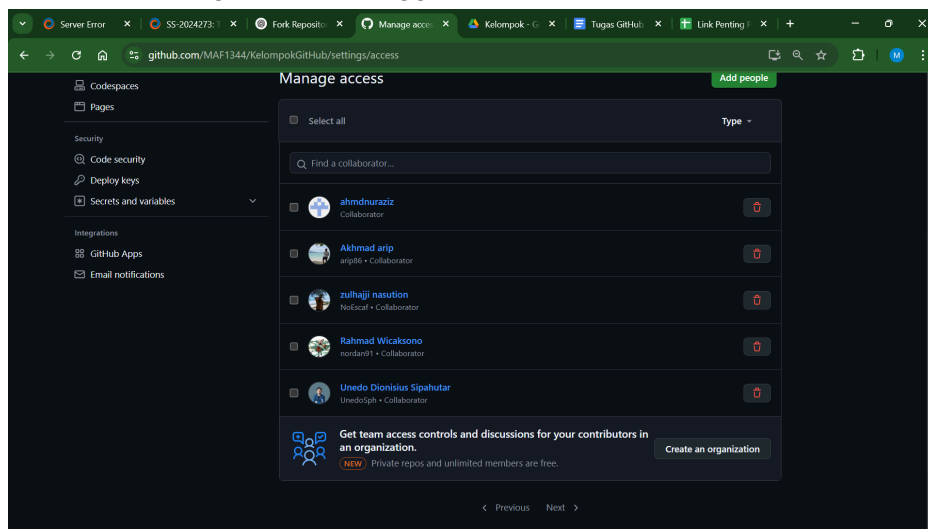 Server Error
SS-2024273: T
Fork Reposito
Manage acce
Kelompok - G
Tugas GitHub
Link Penting P
github.com/MAF1344/KelompokGitHub/settings/access
M
Codespaces
Pages
Security
Code security
Deploy keys
Secrets and variables
Integrations
GitHub Apps
Email notifications
Manage access
Add people
Select all
Type
Find a collaborator...
ahmdnuraziz
Collaborator
Akhmad arip
arip86 • Collaborator
zulhajji nasution
NoEscaf • Collaborator
Rahmad Wicaksono
nordan91 • Collaborator
Unedo Dionisius Sipahutar
UnedoSph • Collaborator
Get team access controls and discussions for your contributors in
an organization.
NEW Private repos and unlimited members are free.
Create an organization
Previous Next